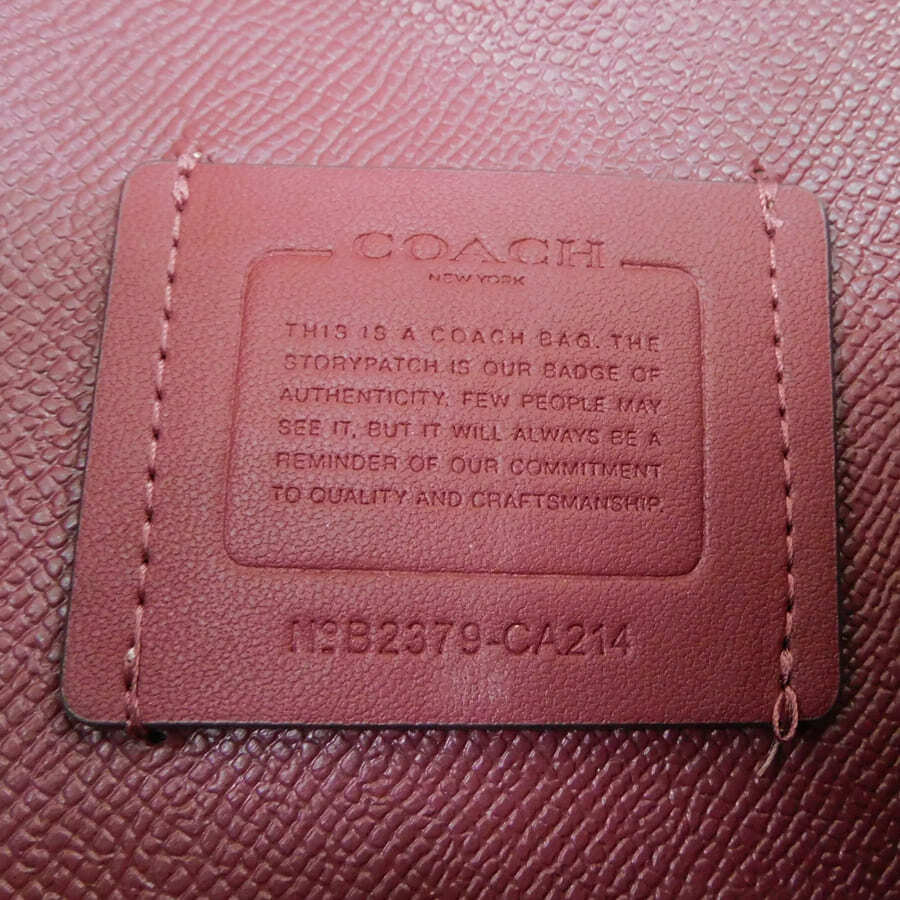 COACH
NEW YORK
THIS IS A COACH BAG. THE
STORYPATCH IS OUR BADGE OF
AUTHENTICITY. FEW PEOPLE MAY
SEE IT, BUT IT WILL ALWAYS BE A
REMINDER OF OUR COMMITMENT
TO QUALITY AND CRAFTSMANSHIP.
NºB2379-CA214